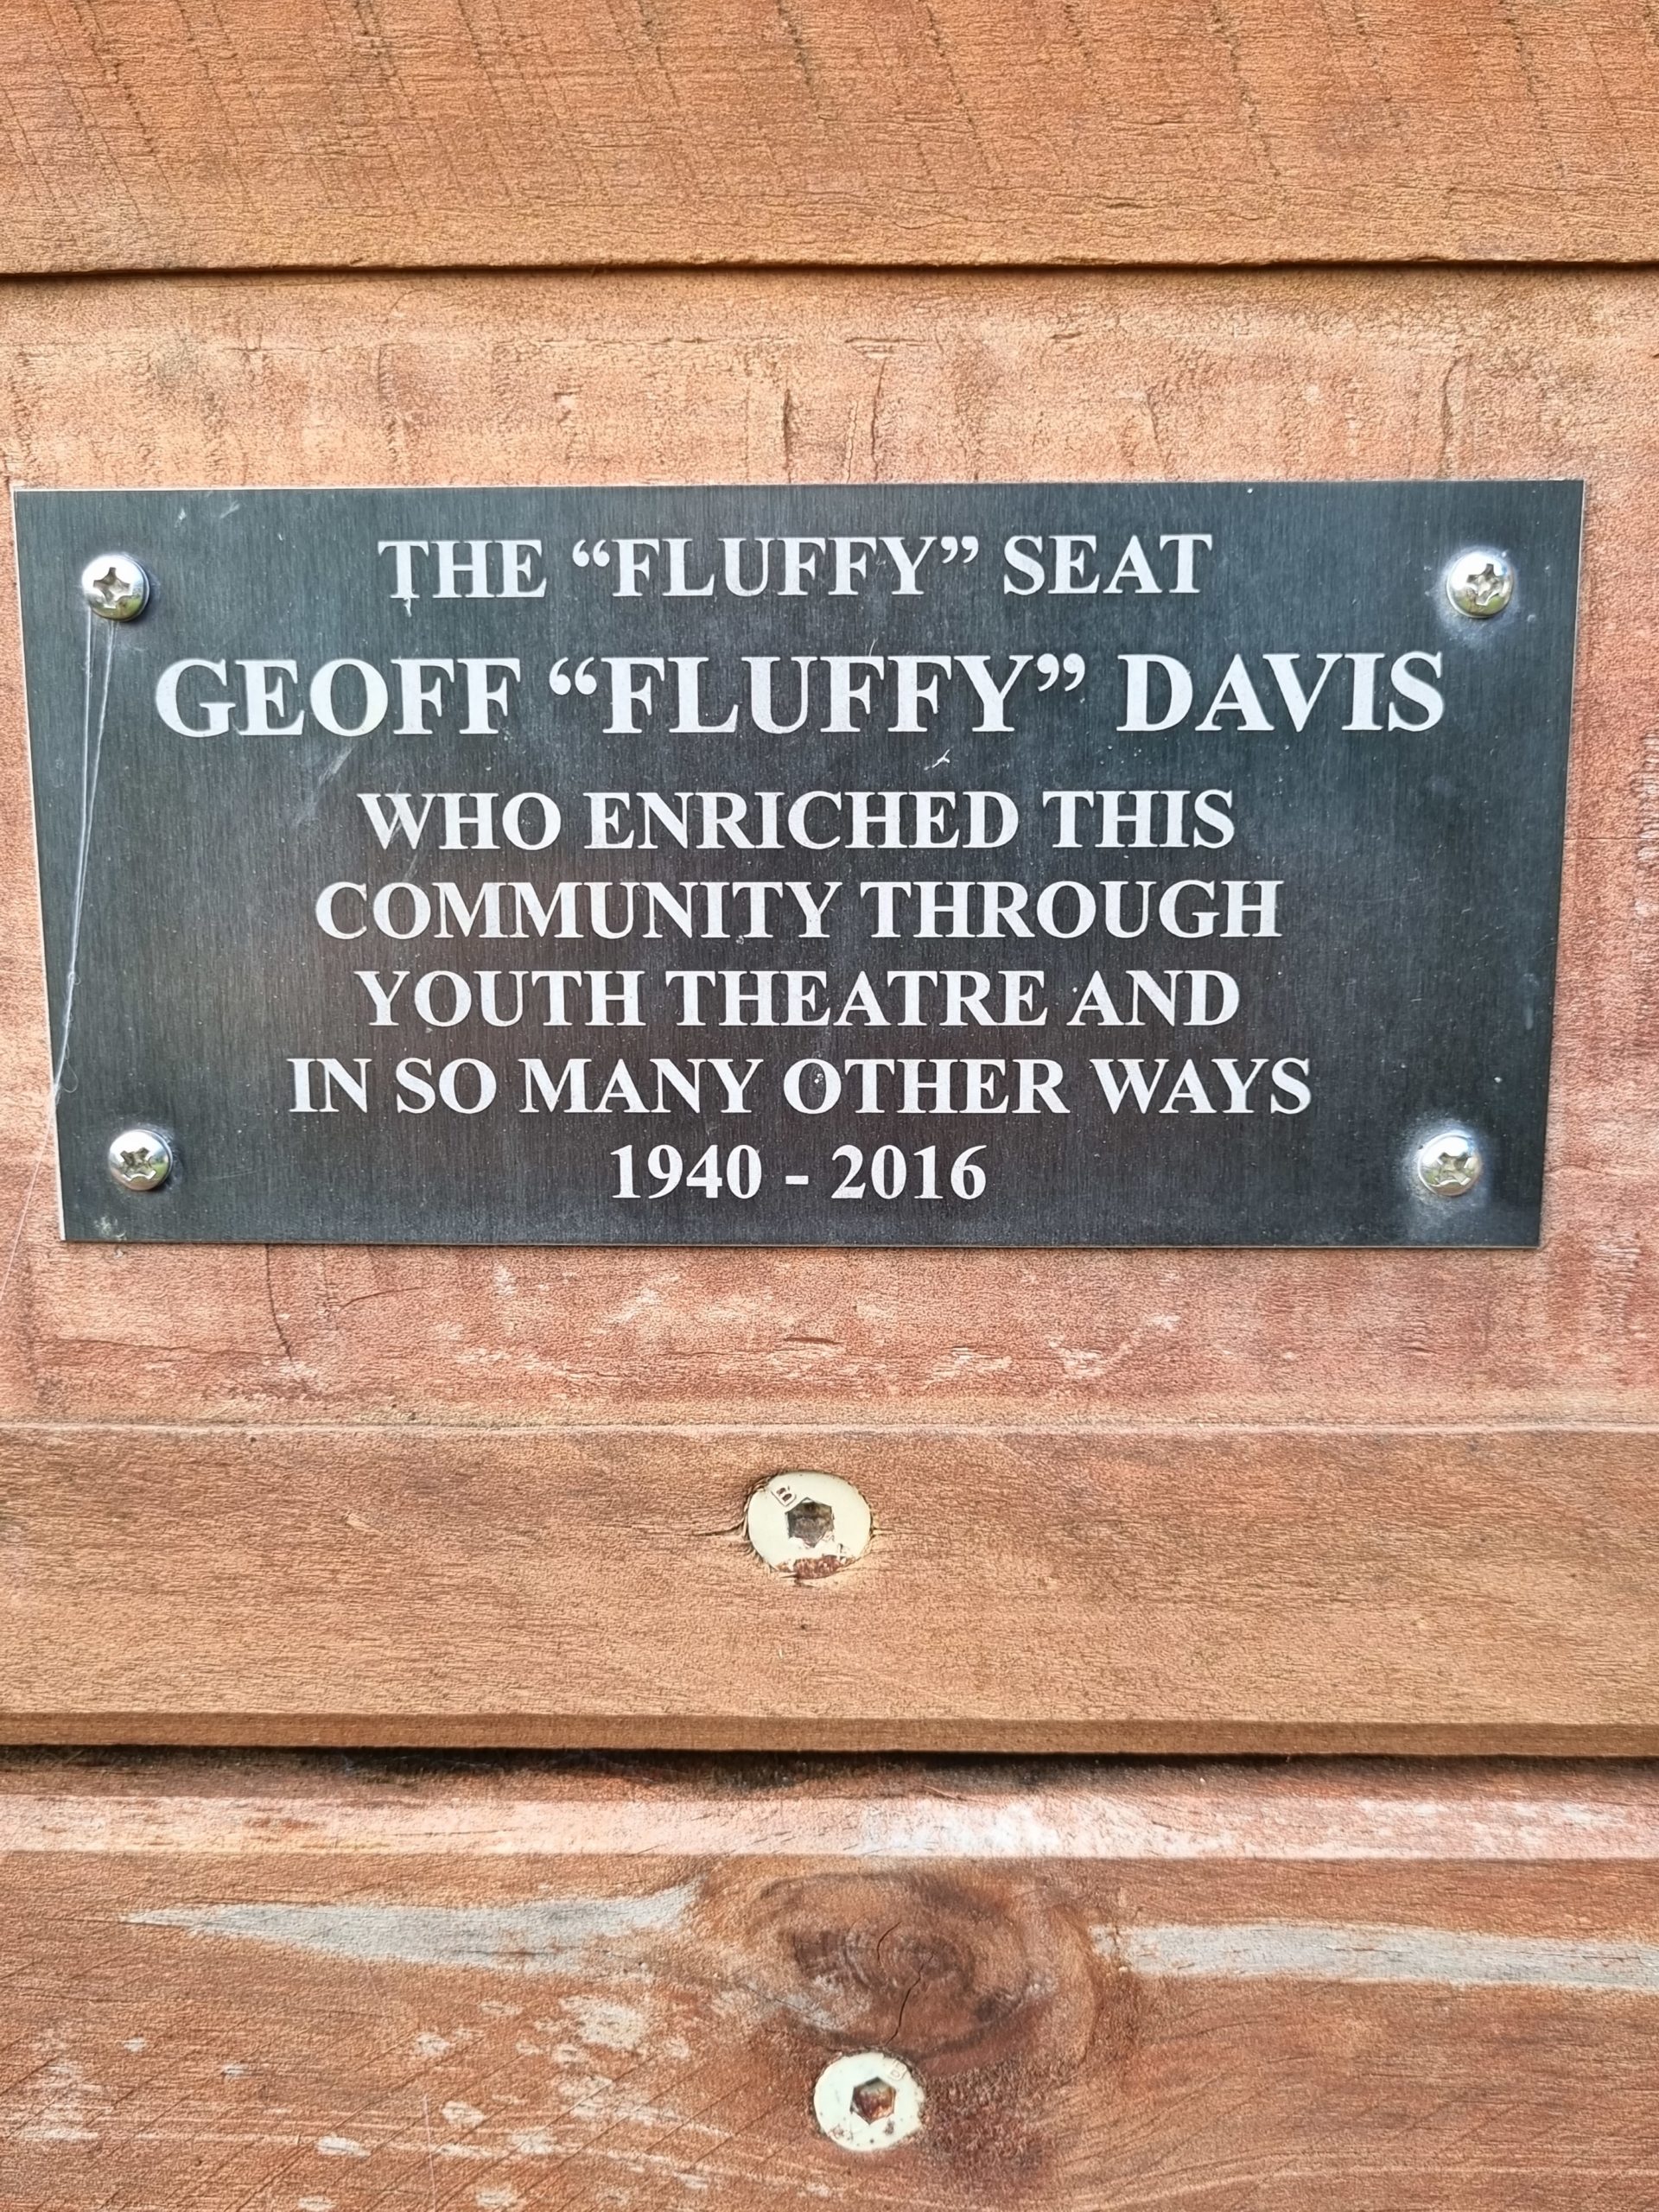 THE “FLUFFY” SEAT
GEOFF “FLUFFY” DAVIS
WHO ENRICHED THIS
COMMUNITY THROUGH
YOUTH THEATRE AND
IN SO MANY OTHER WAYS
1940 - 2016
B
B